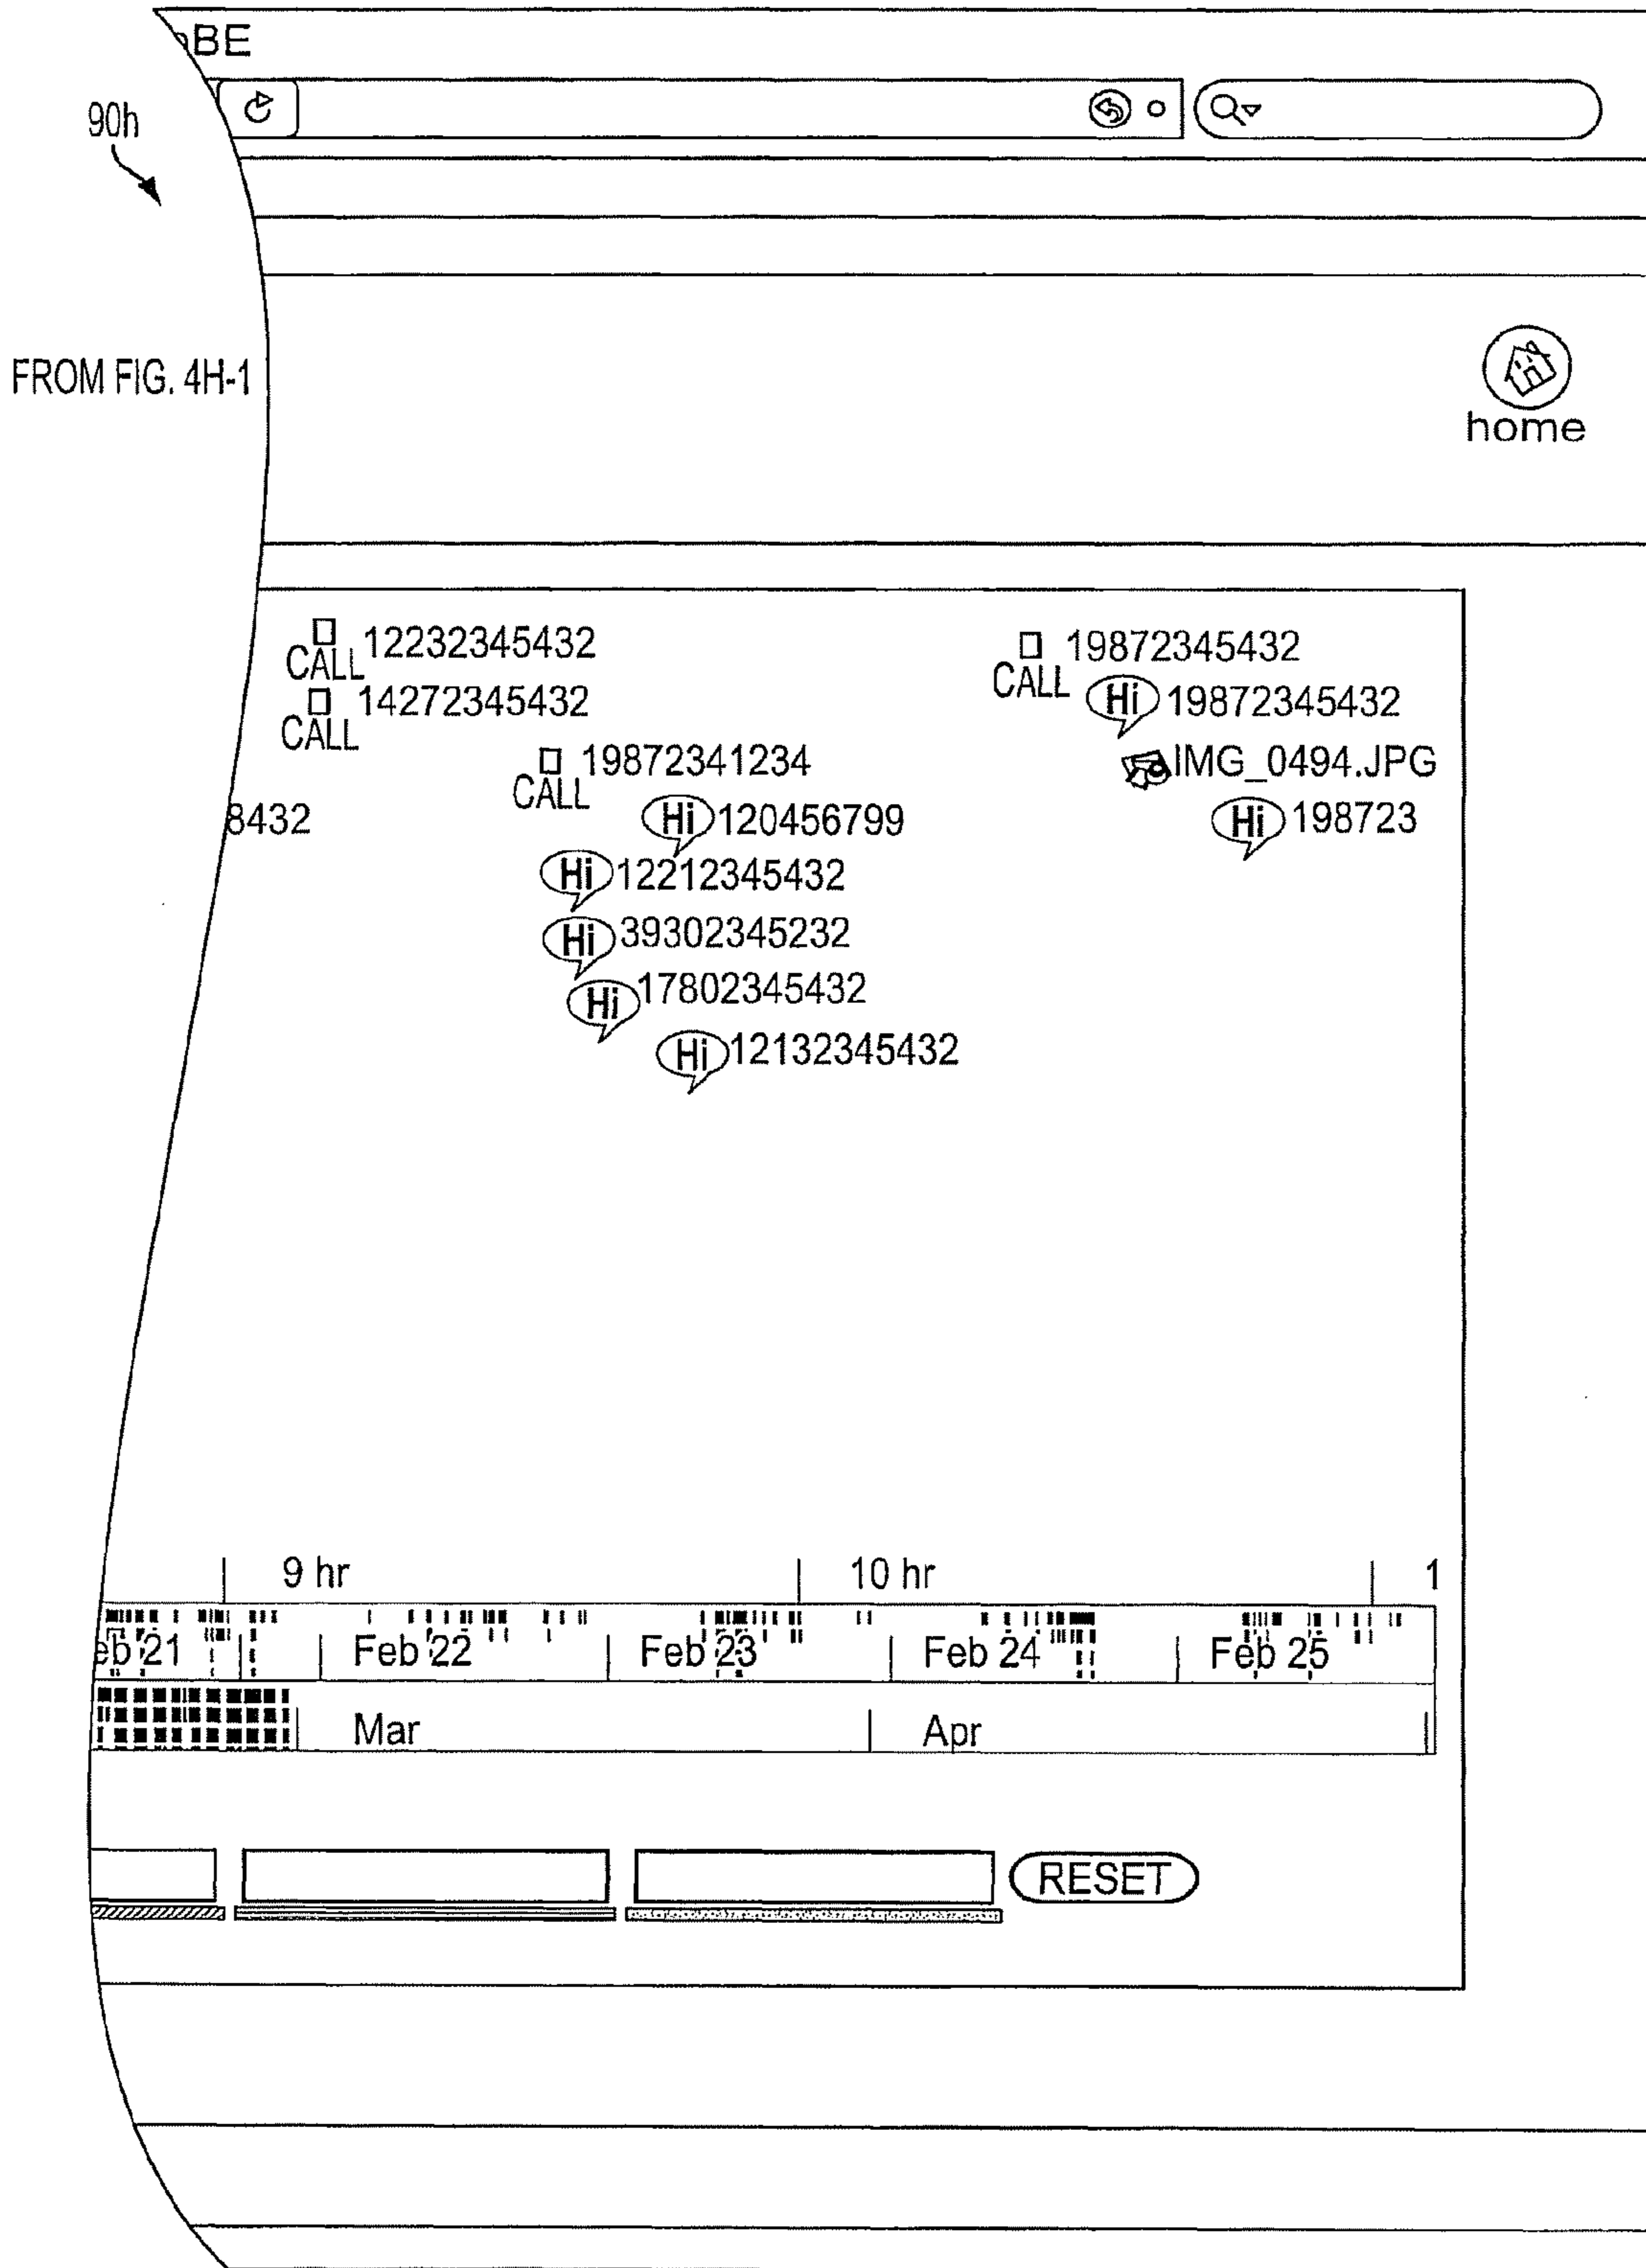 BE
90h
FROM FIG. 4H-1
home
CALL 12232345432
CALL 14272345432
CALL 19872341234
8432
Hi 120456799
Hi 12212345432
Hi 39302345232
Hi 17802345432
Hi 12132345432
CALL 19872345432
Hi 19872345432
IMG_0494.JPG
Hi 198723
9 hr 10 hr 1
eb 21 Feb 22 Feb 23 Feb 24 Feb 25
Mar Apr
RESET